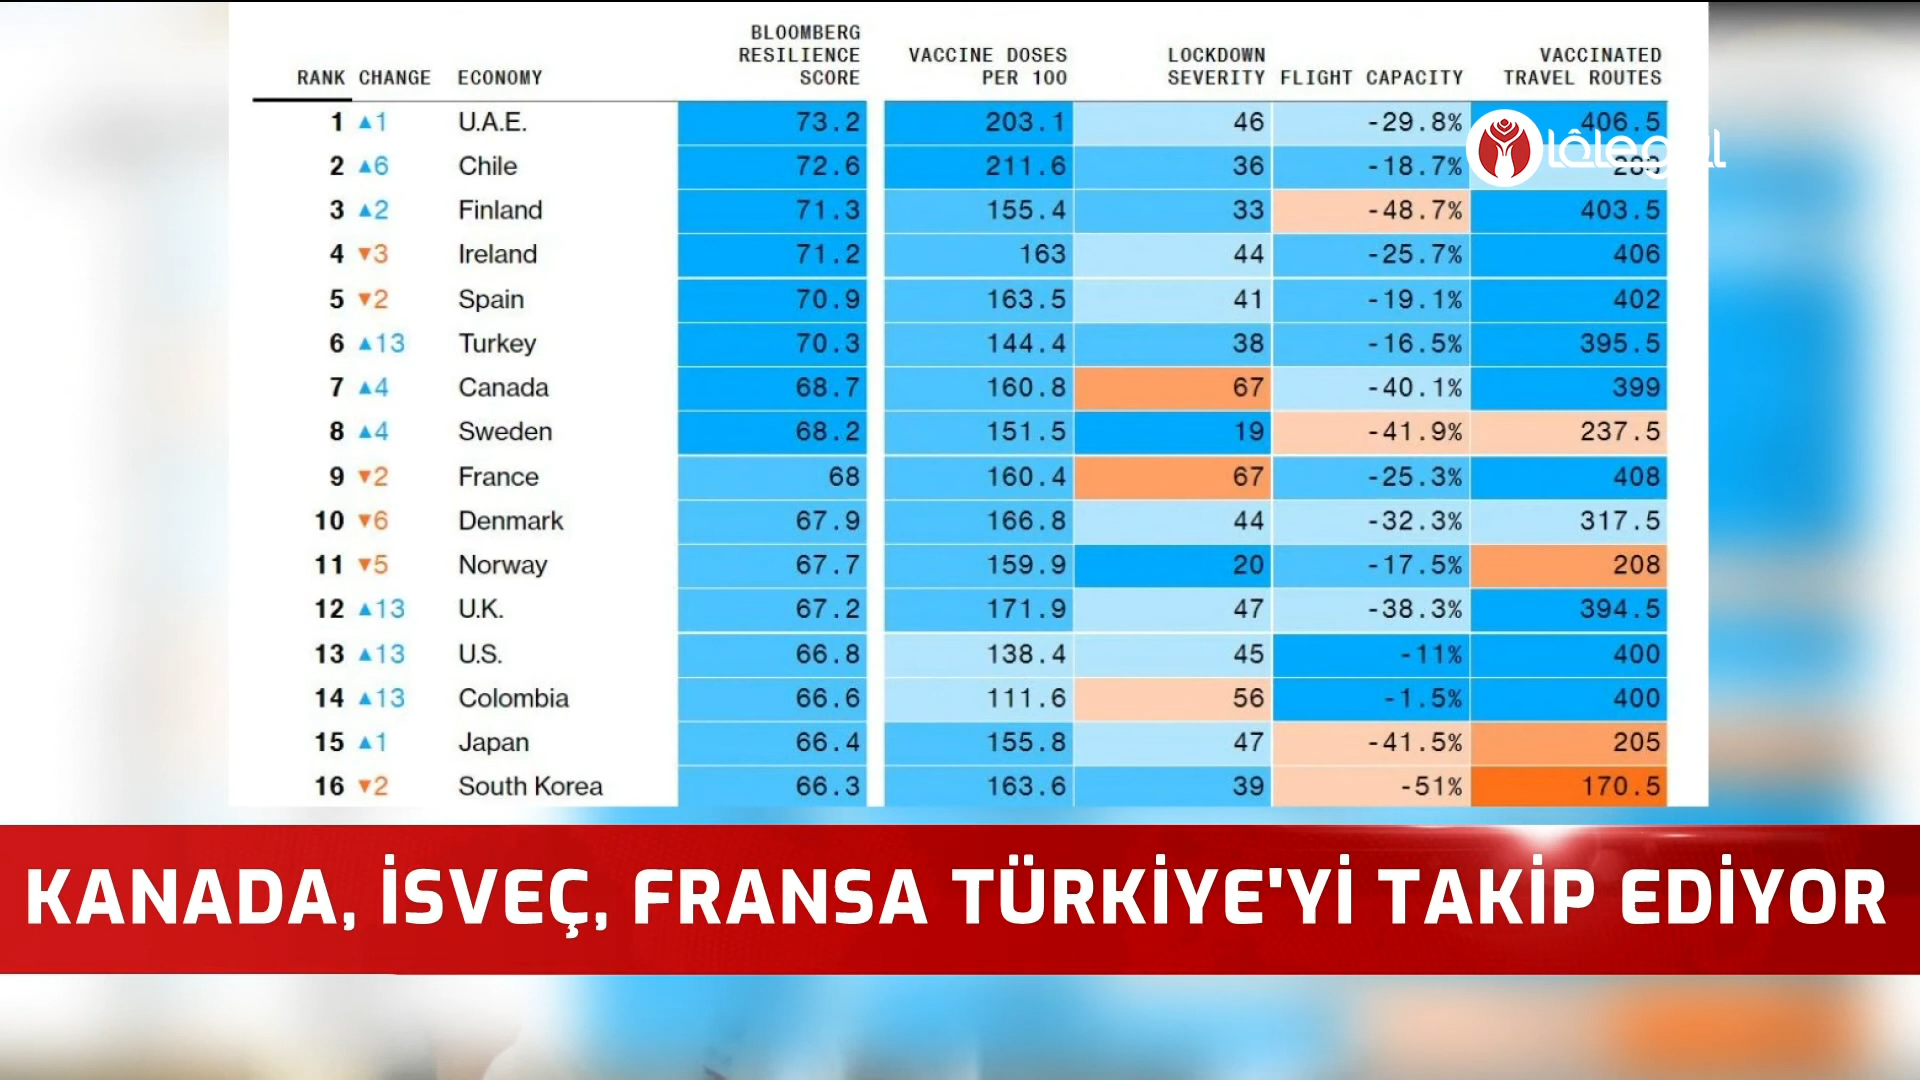 BLOOMBERG
RESILIENCE VACCINE DOSES LOCKDOWN VACCINATED
RANK CHANGE ECONOMY SCORE PER 100 SEVERITY FLIGHT CAPACITY TRAVEL ROUTES
1 ▲1 U.A.E. 73.2 203.1 46 -29.8% 406.5
lâlegül
2 ▲6 Chile 72.6 211.6 36 -18.7%
3 ▲2 Finland 71.3 155.4 33 -48.7% 403.5
4 ▼3 Ireland 71.2 163 44 -25.7% 406
5 ▼2 Spain 70.9 163.5 41 -19.1% 402
6 ▲13 Turkey 70.3 144.4 38 -16.5% 395.5
7 ▲4 Canada 68.7 160.8 67 -40.1% 399
8 ▲4 Sweden 68.2 151.5 19 -41.9% 237.5
9 ▼2 France 68 160.4 67 -25.3% 408
10 ▼6 Denmark 67.9 166.8 44 -32.3% 317.5
11 ▼5 Norway 67.7 159.9 20 -17.5% 208
12 ▲13 U.K. 67.2 171.9 47 -38.3% 394.5
13 ▲13 U.S. 66.8 138.4 45 -11% 400
14 ▲13 Colombia 66.6 111.6 56 -1.5% 400
15 ▲1 Japan 66.4 155.8 47 -41.5% 205
16 ▼2 South Korea 66.3 163.6 39 -51% 170.5
KANADA, İSVEÇ, FRANSA TÜRKİYE'Yİ TAKİP EDİYOR